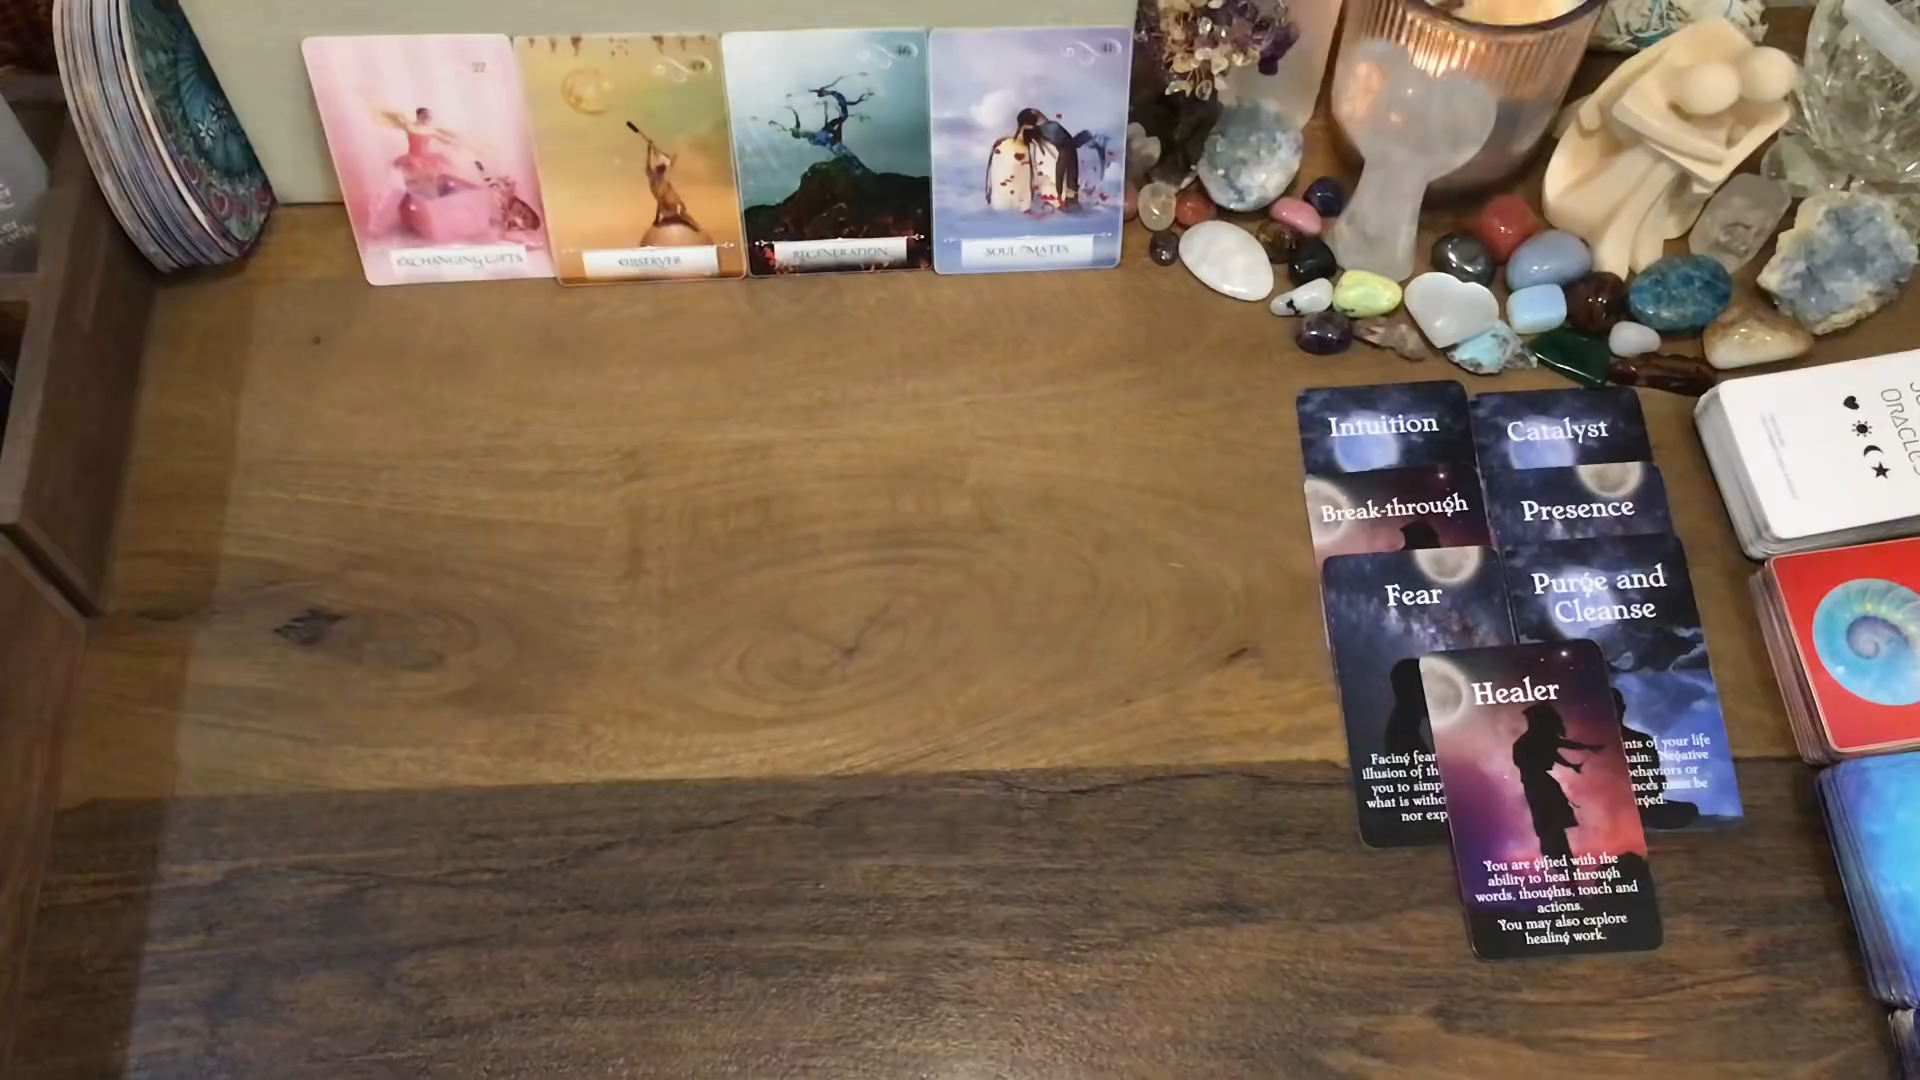 22
EXCHANGING GIFTS
OBSERVER
46
REGENERATION
41
SOUL MATES
ORACLES
Intuition
Catalyst
Break-through
Presence
Fear
Facing fear
illusion of th
you to simp
what is witho
nor exp
Purge and
Cleanse
nts of your life
behaviors or
nces must be
rged.
Healer
You are gifted with the
ability to heal through
words, thoughts, touch and
actions.
You may also explore
healing work.